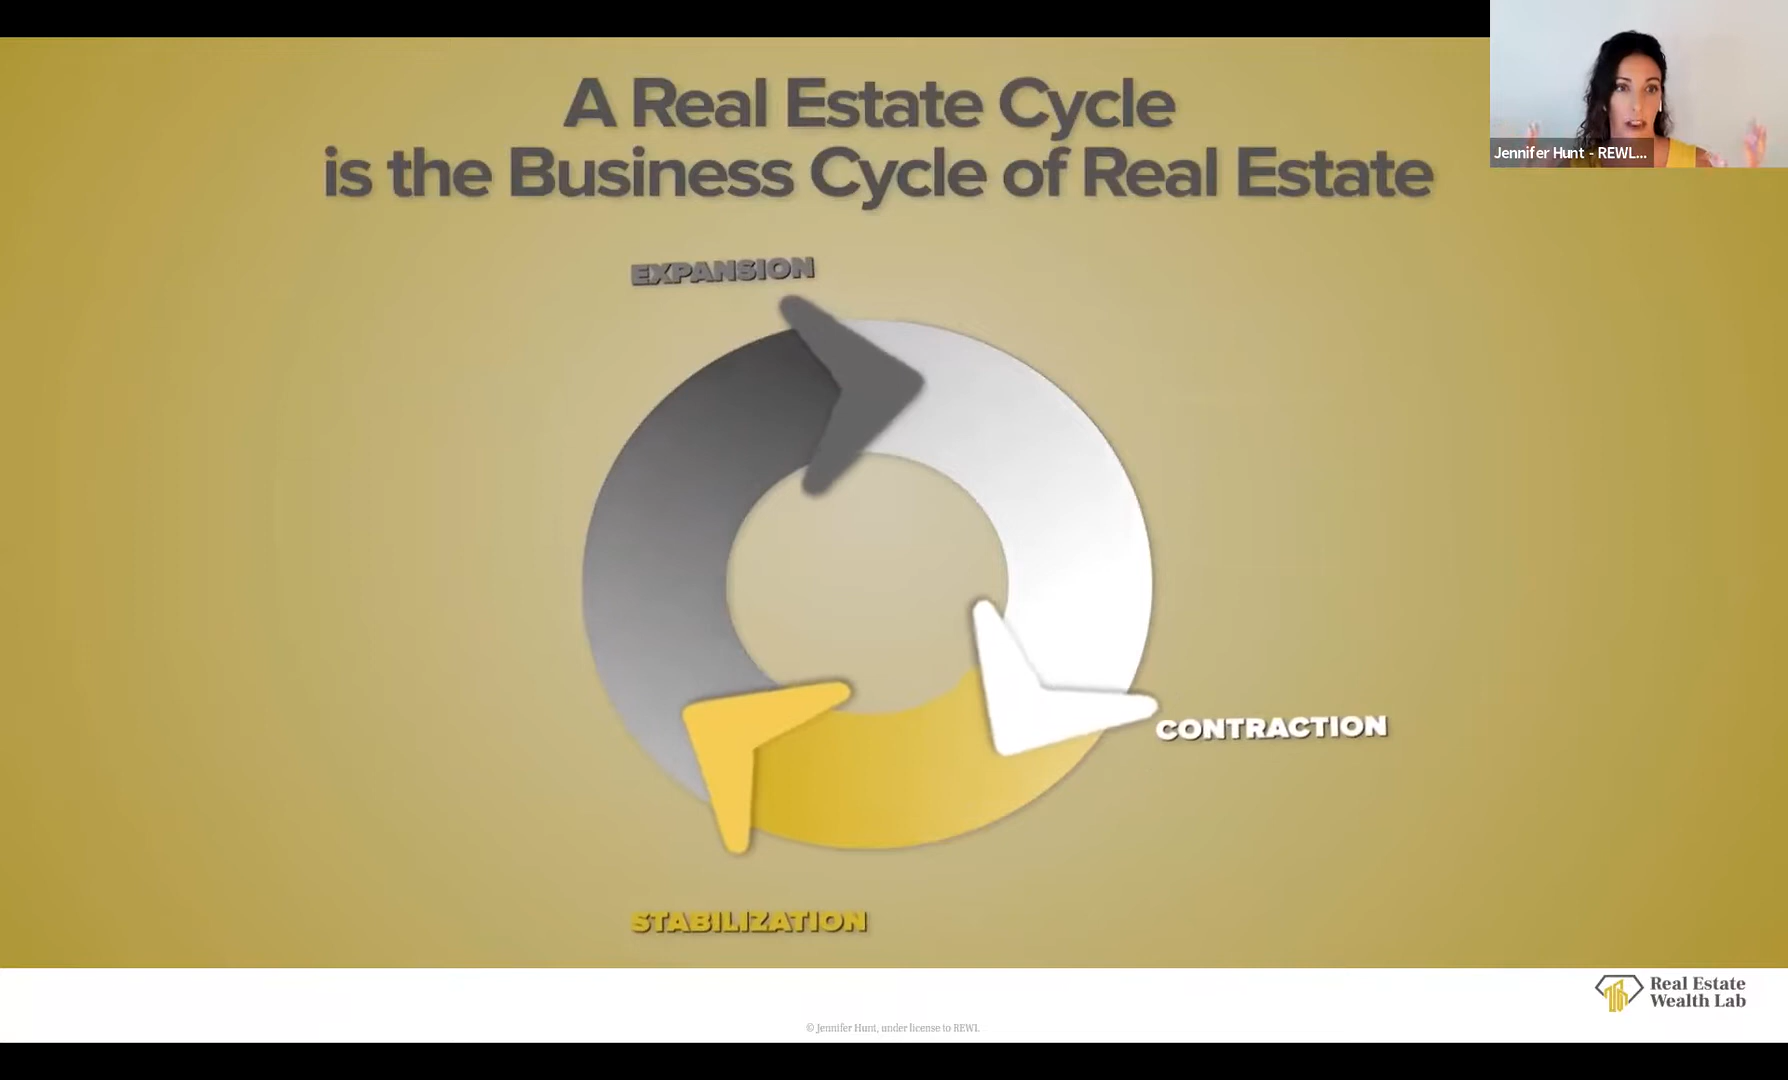 A Real Estate Cycle
is the Business Cycle of Real Estate
Jennifer Hunt - REWL...
EXPANSION
CONTRACTION
STABILIZATION
Real Estate
Wealth Lab
© Jennifer Hunt, under license to REWL